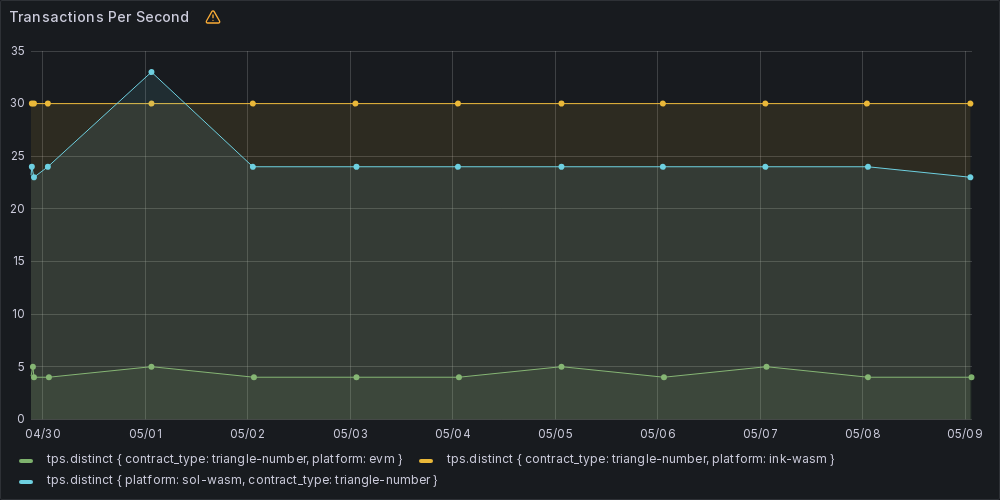 Transactions Per Second
35
30
25
20
15
10
5
0
04/30 05/01 05/02 05/03 05/04 05/05 05/06 05/07 05/08 05/09
tps.distinct { contract_type: triangle-number, platform: evm } tps.distinct { contract_type: triangle-number, platform: ink-wasm }
tps.distinct { platform: sol-wasm, contract_type: triangle-number }